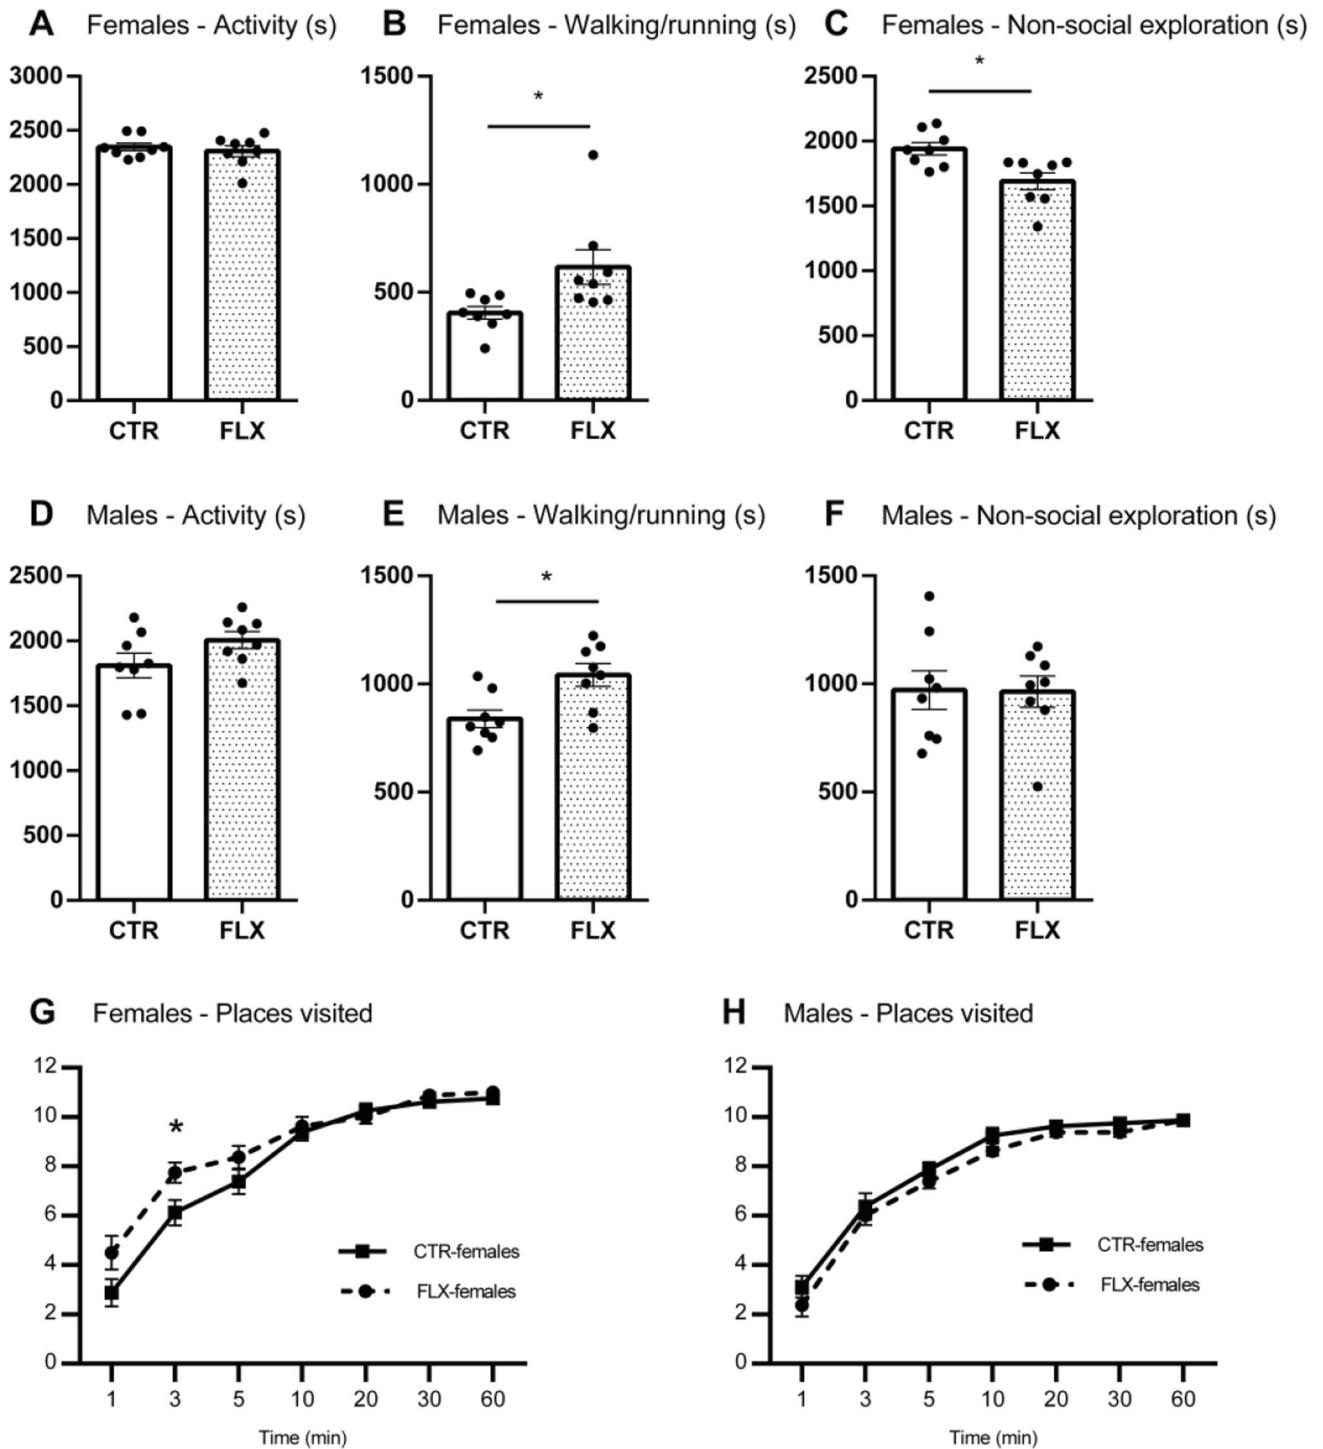 A Females - Activity (s)
B Females - Walking/running (s)
C Females - Non-social exploration (s)
3000
2500
2000
1500
1000
500
0
CTR FLX
1500
1000
500
0
*
CTR FLX
2500
2000
1500
1000
500
0
*
CTR FLX
D Males - Activity (s)
E Males - Walking/running (s)
F Males - Non-social exploration (s)
2500
2000
1500
1000
500
0
CTR FLX
1500
1000
500
0
*
CTR FLX
1500
1000
500
0
CTR FLX
G Females - Places visited
12
10
8
6
4
2
0
*
CTR-females
FLX-females
1 3 5 10 20 30 60
Time (min)
H Males - Places visited
12
10
8
6
4
2
0
CTR-females
FLX-females
1 3 5 10 20 30 60
Time (min)